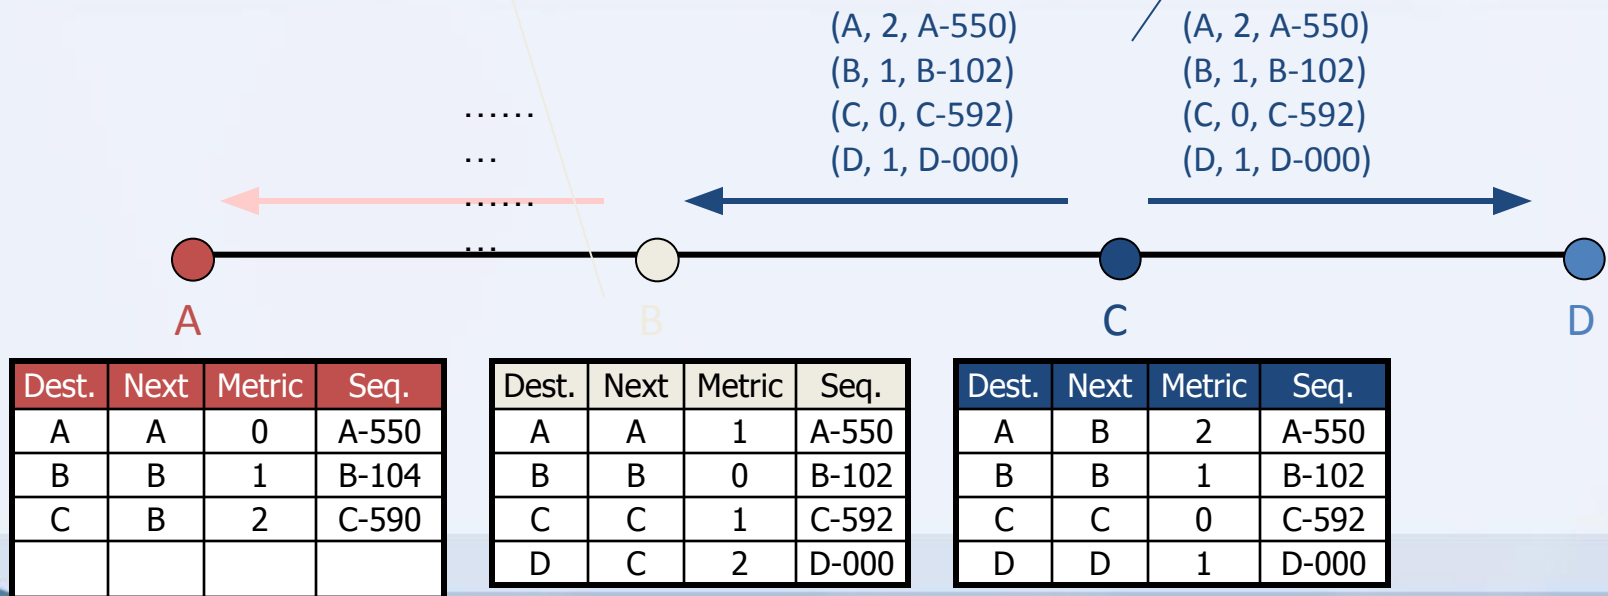 (A, 2, A-550)
(B, 1, B-102)
(C, 0, C-592)
(D, 1, D-000)
(A, 2, A-550)
(B, 1, B-102)
(C, 0, C-592)
(D, 1, D-000)
……
…
……
…
A
B
C
D
Dest. Next Metric Seq.
A A 0 A-550
B B 1 B-104
C B 2 C-590
Dest. Next Metric Seq.
A A 1 A-550
B B 0 B-102
C C 1 C-592
D C 2 D-000
Dest. Next Metric Seq.
A B 2 A-550
B B 1 B-102
C C 0 C-592
D D 1 D-000